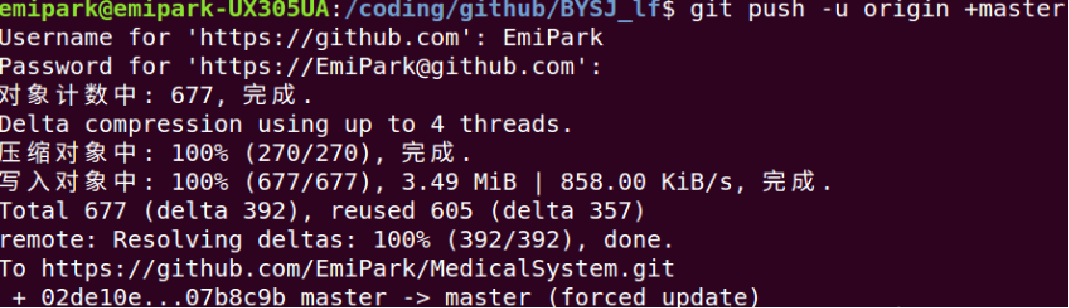 emipark@emipark-UX305UA:/coding/github/BYSJ_lf$ git push -u origin +master
Username for 'https://github.com': EmiPark
Password for 'https://EmiPark@github.com':
对象计数中: 677, 完成.
Delta compression using up to 4 threads.
压缩对象中: 100% (270/270), 完成.
写入对象中: 100% (677/677), 3.49 MiB | 858.00 KiB/s, 完成.
Total 677 (delta 392), reused 605 (delta 357)
remote: Resolving deltas: 100% (392/392), done.
To https://github.com/EmiPark/MedicalSystem.git
 + 02de10e...07b8c9b master -> master (forced update)